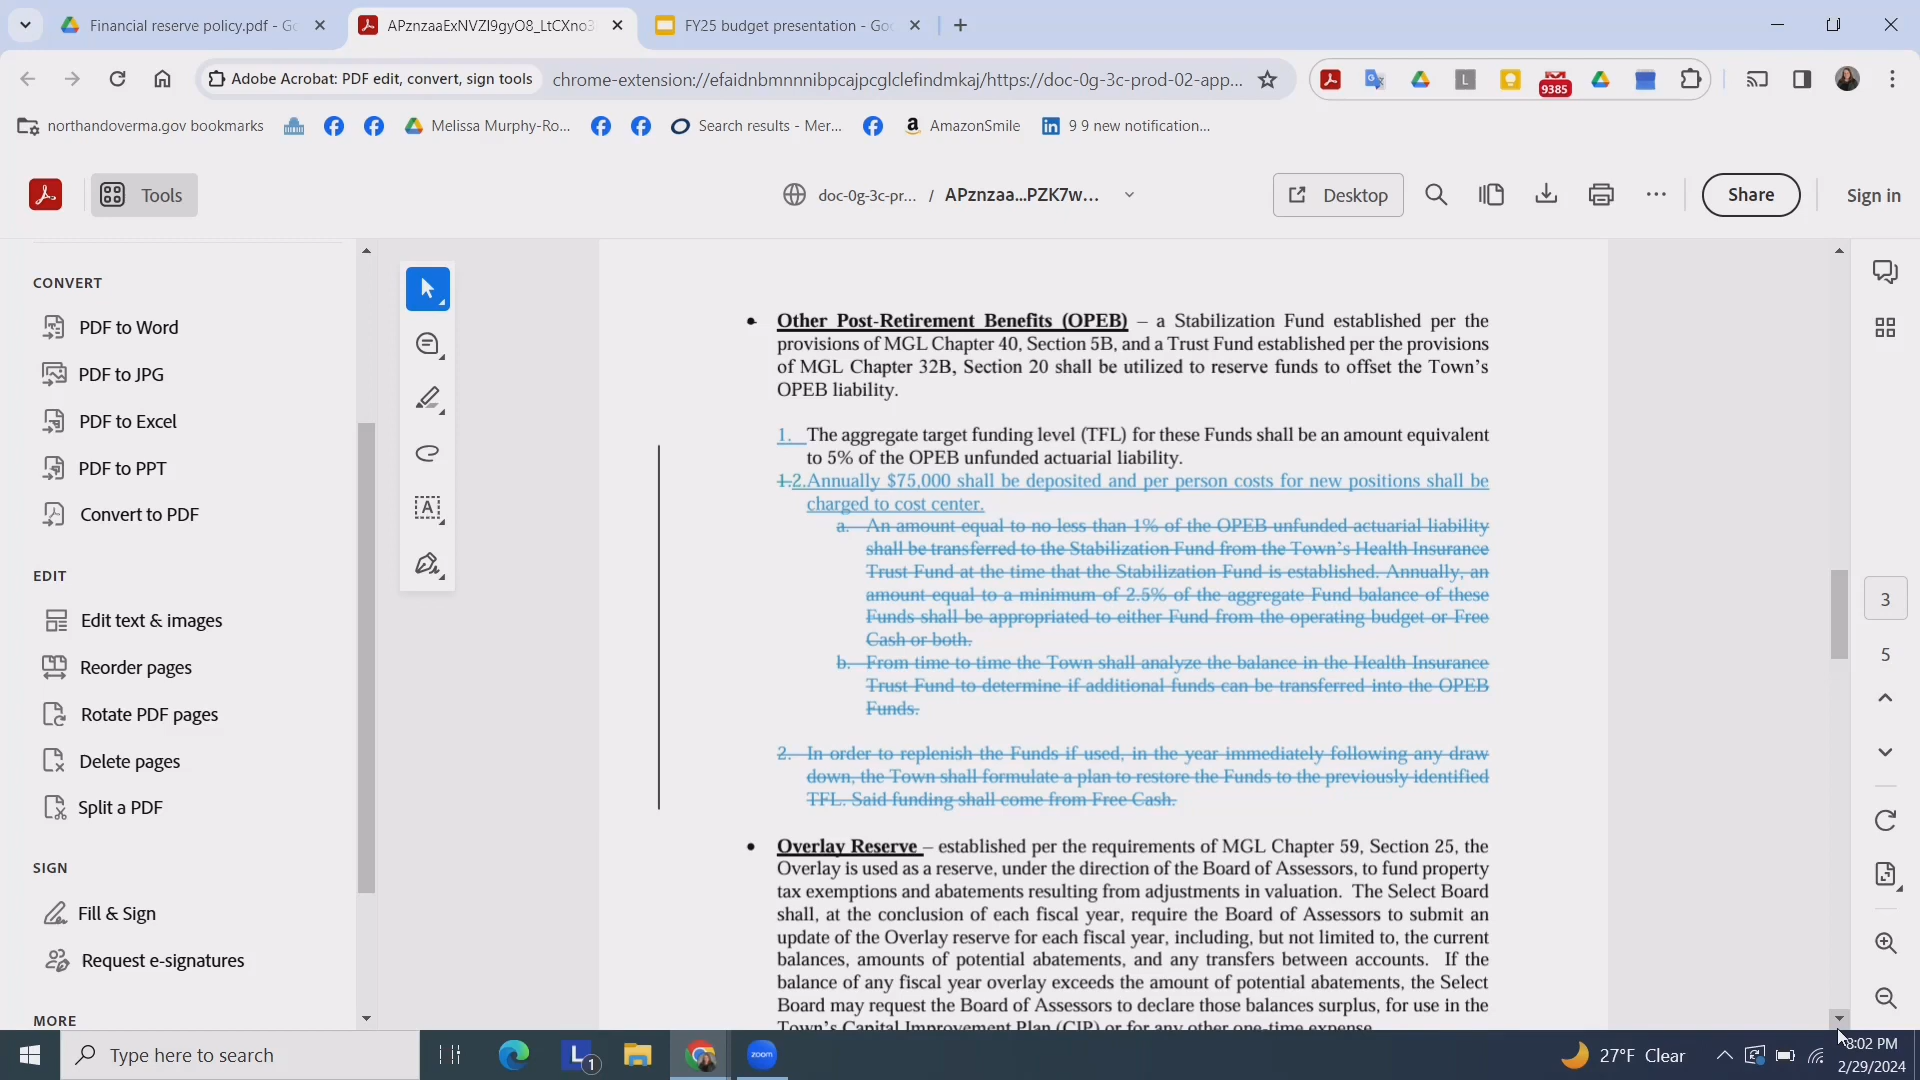 Financial reserve policy.pdf - Go
APznzaaExNVZI9gyO8_LtCXno3
FY25 budget presentation - Goo
Adobe Acrobat: PDF edit, convert, sign tools
chrome-extension://efaidnbmnnnibpcajpcglclefindmkaj/https://doc-0g-3c-prod-02-app...
9385
northandoverma.gov bookmarks
Melissa Murphy-Ro...
Search results - Mer...
AmazonSmile
9 9 new notification...
Tools
doc-0g-3c-pr... / APznzaa...PZK7w...
Desktop
Share
Sign in
CONVERT
PDF to Word
PDF to JPG
PDF to Excel
PDF to PPT
Convert to PDF
EDIT
Edit text & images
Reorder pages
Rotate PDF pages
Delete pages
Split a PDF
SIGN
Fill & Sign
Request e-signatures
MORE
• Other Post-Retirement Benefits (OPEB) – a Stabilization Fund established per the
provisions of MGL Chapter 40, Section 5B, and a Trust Fund established per the provisions
of MGL Chapter 32B, Section 20 shall be utilized to reserve funds to offset the Town's
OPEB liability.
1. The aggregate target funding level (TFL) for these Funds shall be an amount equivalent
to 5% of the OPEB unfunded actuarial liability.
1.2.Annually $75,000 shall be deposited and per person costs for new positions shall be
charged to cost center.
a. An amount equal to no less than 1% of the OPEB unfunded actuarial liability
shall be transferred to the Stabilization Fund from the Town's Health Insurance
Trust Fund at the time that the Stabilization Fund is established. Annually, an
amount equal to a minimum of 2.5% of the aggregate Fund balance of these
Funds shall be appropriated to either Fund from the operating budget or Free
Cash or both.
b. From time to time the Town shall analyze the balance in the Health Insurance
Trust Fund to determine if additional funds can be transferred into the OPEB
Funds.
2. In order to replenish the Funds if used, in the year immediately following any draw
down, the Town shall formulate a plan to restore the Funds to the previously identified
TFL. Said funding shall come from Free Cash.
• Overlay Reserve – established per the requirements of MGL Chapter 59, Section 25, the
Overlay is used as a reserve, under the direction of the Board of Assessors, to fund property
tax exemptions and abatements resulting from adjustments in valuation. The Select Board
shall, at the conclusion of each fiscal year, require the Board of Assessors to submit an
update of the Overlay reserve for each fiscal year, including, but not limited to, the current
balances, amounts of potential abatements, and any transfers between accounts. If the
balance of any fiscal year overlay exceeds the amount of potential abatements, the Select
Board may request the Board of Assessors to declare those balances surplus, for use in the
Town's Capital Improvement Plan (CIP) or for any other one-time expense.
3
5
Type here to search
L
1
zoom
27°F Clear
8:02 PM
2/29/2024